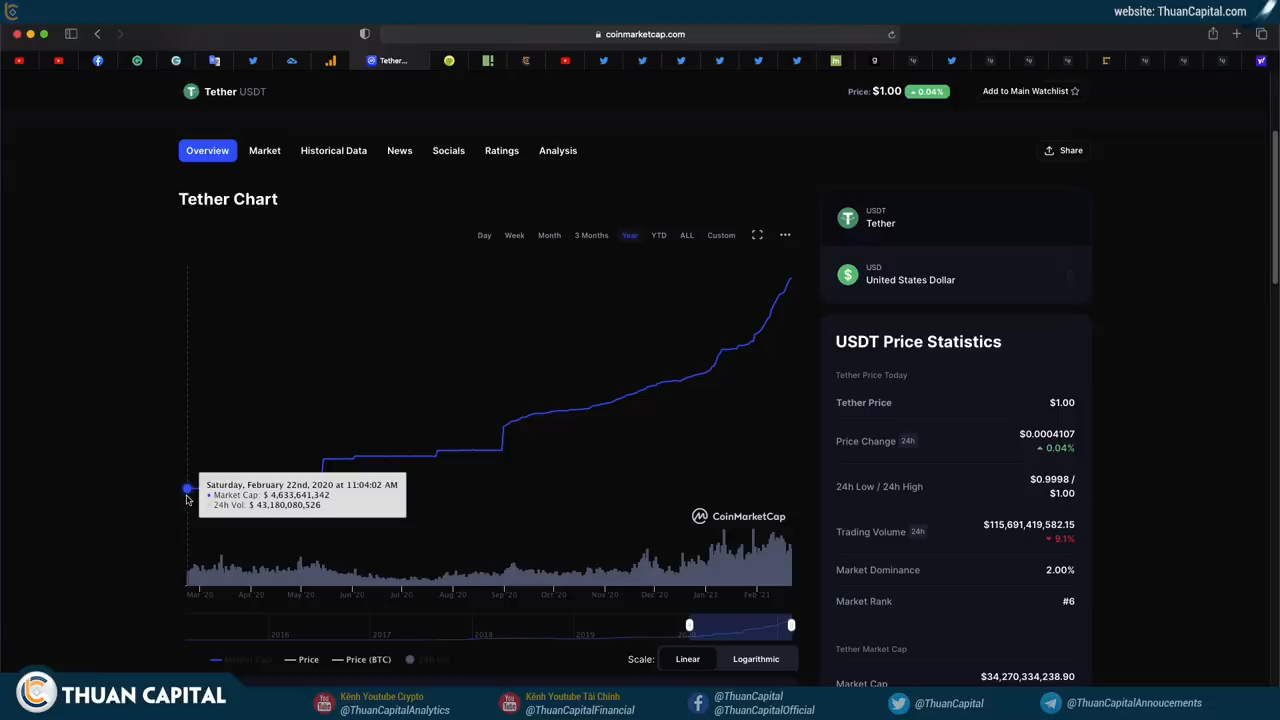 website: ThuanCapital.com
coinmarketcap.com
Tether...
Tether USDT
Price: $1.00 0.04%
Add to Main Watchlist
Overview Market Historical Data News Socials Ratings Analysis
Share
Tether Chart
Day Week Month 3 Months Year YTD ALL Custom
USDT
Tether
USD
United States Dollar
USDT Price Statistics
Tether Price Today
Tether Price $1.00
Price Change 24h $0.0004107
0.04%
24h Low / 24h High $0.9998 /
$1.00
Trading Volume 24h $115,691,419,582.15
9.1%
Market Dominance 2.00%
Market Rank #6
Tether Market Cap
Market Cap $34,270,334,238.90
Saturday, February 22nd, 2020 at 11:04:02 AM
Market Cap: $ 4,633,641,342
24h Vol: $ 43,180,080,526
CoinMarketCap
Mar '20 Apr '20 May '20 Jun '20 Jul '20 Aug '20 Sep '20 Oct '20 Nov '20 Dec '20 Jan '21 Feb '21
2016 2017 2018 2019
Market Cap Price Price (BTC) 24h Vol
Scale: Linear Logarithmic
THUAN CAPITAL
Kênh Youtube Crypto
@ThuanCapitalAnalytics
Kênh Youtube Tài Chính
@ThuanCapitalFinancial
@ThuanCapital
@ThuanCapitalOfficial
@ThuanCapital
@ThuanCapitalAnnoucements